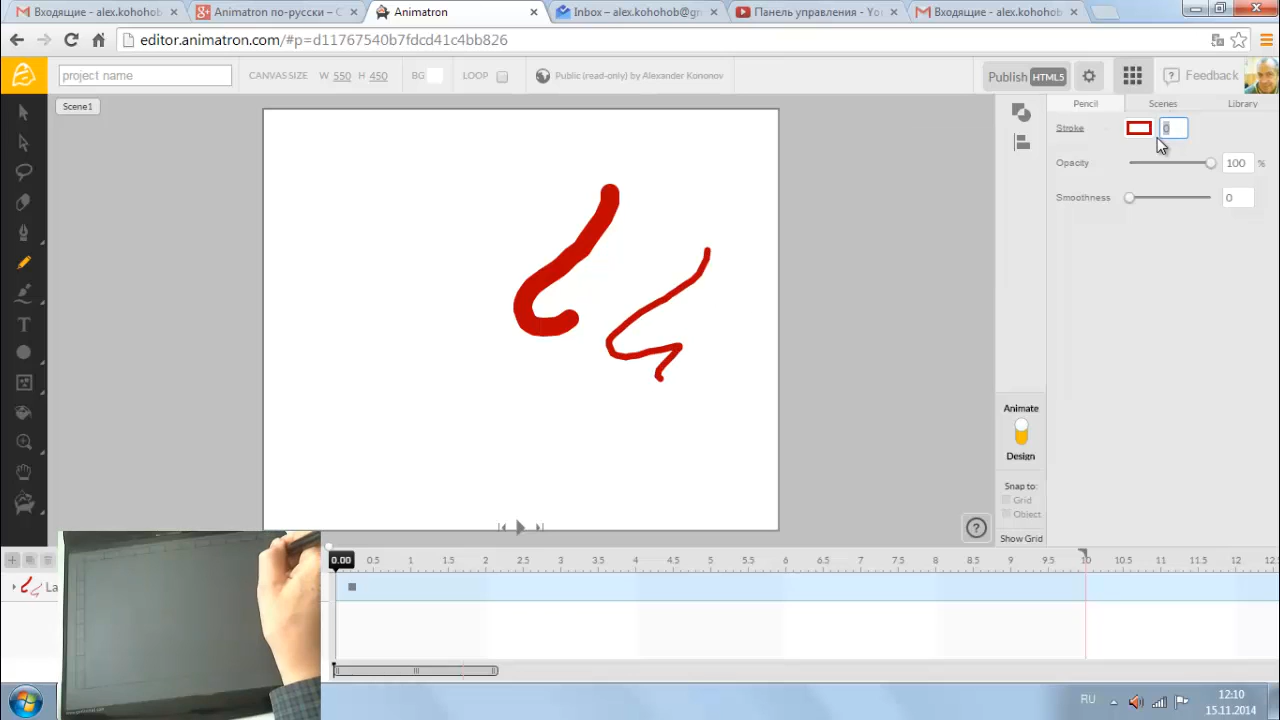 Входящие - alex.kohohob
Animatron по-русски – С
Animatron
Inbox – alex.kohohob@gm
Панель управления - Yo
Входящие - alex.kohohob
editor.animatron.com/#p=d11767540b7fdcd41c4bb826
project name
CANVAS SIZE W 550 H 450 BG LOOP
Public (read-only) by Alexander Kononov
Publish HTML5
Feedback
Scene1
Pencil Scenes Library
Stroke 0
Opacity 100 %
Smoothness 0
Animate
Design
Snap to:
Grid
Object
Show Grid
0.00 0.5 1 1.5 2 2.5 3 3.5 4 4.5 5 5.5 6 6.5 7 7.5 8 8.5 9 9.5 10 10.5 11 11.5 12 12.5
La
RU
12:10
15.11.2014